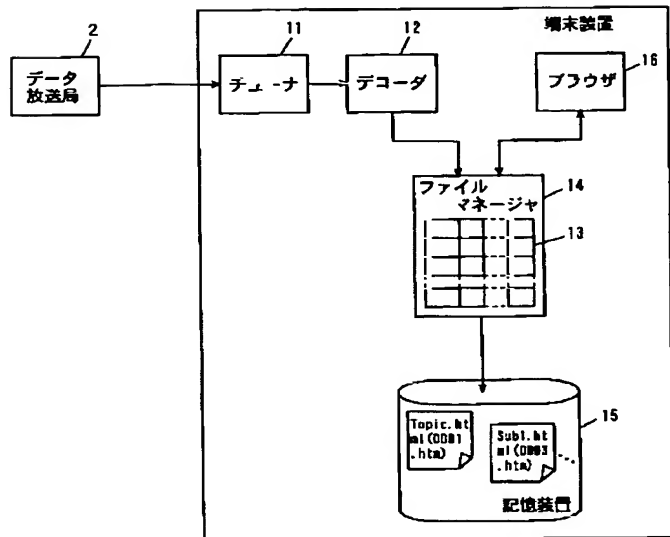 端末装置
2
11
12
16
データ
放送局
チューナ
デコーダ
ブラウザ
ファイル
マネージャ
14
13
15
Topic.ht
ml(0001
.htm)
Sub1.ht
ml(0003
.htm)
記憶装置